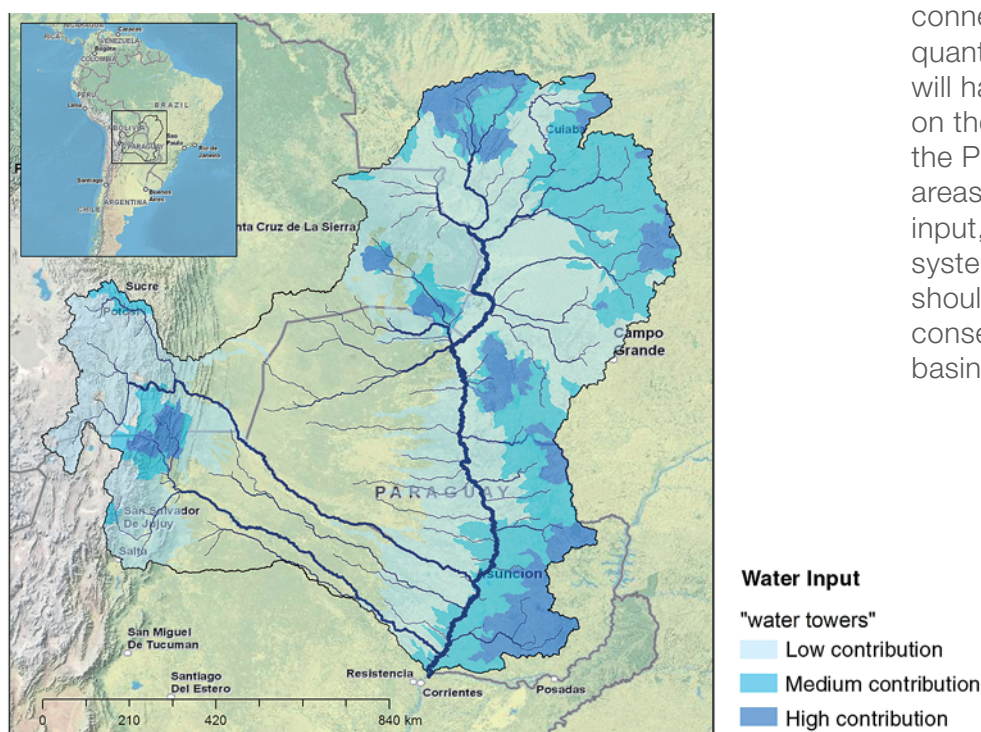 Caracas
VENEZUELA
Bogota
COLOMBIA
PERU
Lima
BRAZIL
BOLIVIA
PARAGUAY
Sao
Paulo
Rio de
Janeiro
Santiago
Buenos
Aires
CHILE
ARGENTINA
Cuiaba
nta Cruz de La Sierra
Sucre
Potosi
Campo
Grande
PARAGUAY
San Salvador
De Jujuy
Salta
Asuncion
San Miguel
De Tucuman
Santiago
Del Estero
Resistencia
Corrientes
Posadas
0 210 420 840 km
conne
quant
will ha
on the
the P
areas
input,
syste
shoul
conse
basin
Water Input
"water towers"
Low contribution
Medium contribution
High contribution